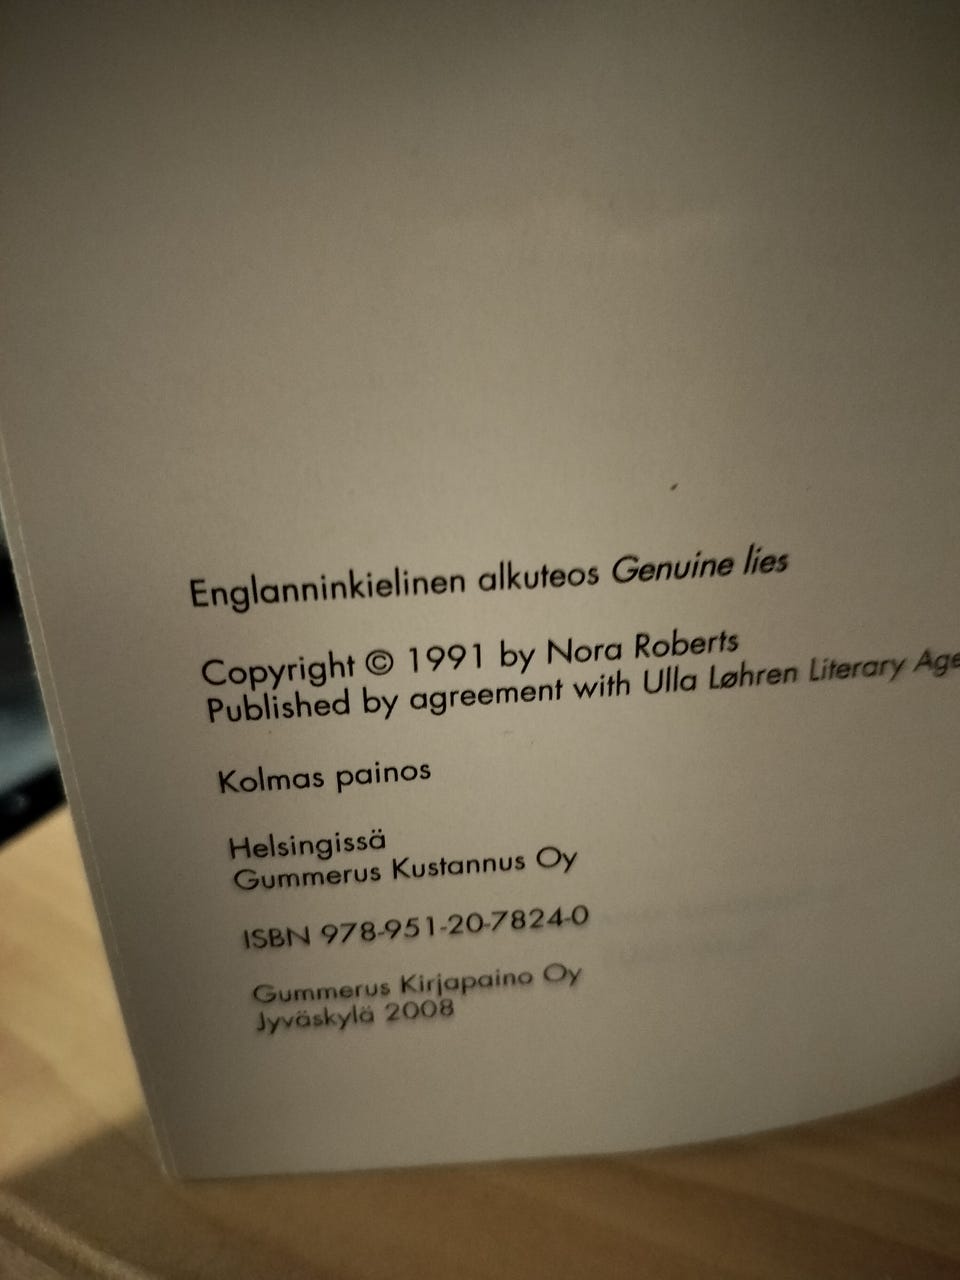 Englanninkielinen alkuteos Genuine lies
Copyright © 1991 by Nora Roberts
Published by agreement with Ulla Løhren Literary Age
Kolmas painos
Helsingissä
Gummerus Kustannus Oy
ISBN 978-951-20-7824-0
Gummerus Kirjapaino Oy
Jyväskylä 2008